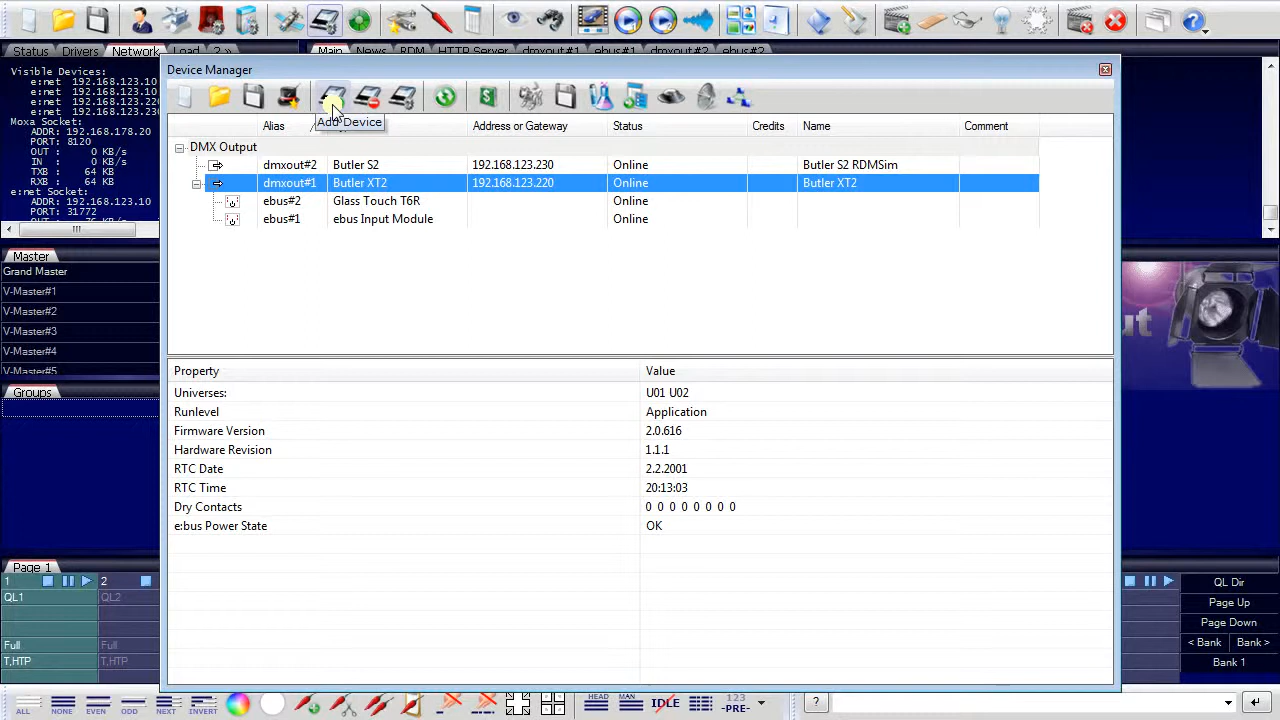 Status Drivers Network Load 2 » Main News RDM HTTP Server dmxout#1 ebus#1 dmxout#2 ebus#2
Visible Devices:
e:net 192.168.123.10
e:net 192.168.123.10
Moxa Socket:
ADDR: 192.168.178.20
PORT: 8120
OUT : 0 KB/s
IN : 0 KB/s
TXB : 64 KB
RXB : 64 KB
e:net Socket:
ADDR: 192.168.123.10
PORT: 31772
Device Manager
Add Device
Alias Address or Gateway Status Credits Name Comment
DMX Output
dmxout#2 Butler S2 192.168.123.230 Online Butler S2 RDMSim
dmxout#1 Butler XT2 192.168.123.220 Online Butler XT2
ebus#2 Glass Touch T6R Online
ebus#1 ebus Input Module Online
Property Value
Universes: U01 U02
Runlevel Application
Firmware Version 2.0.616
Hardware Revision 1.1.1
RTC Date 2.2.2001
RTC Time 20:13:03
Dry Contacts 0 0 0 0 0 0 0 0
e:bus Power State OK
Master
Grand Master
V-Master#1
V-Master#2
V-Master#3
V-Master#4
V-Master#5
Groups
ut
Page 1
1 2
QL1 QL2
Full Full
T,HTP T,HTP
QL Dir
Page Up
Page Down
< Bank Bank >
Bank 1
ALL NONE EVEN ODD NEXT INVERT HEAD MAN IDLE 123 -PRE- ?